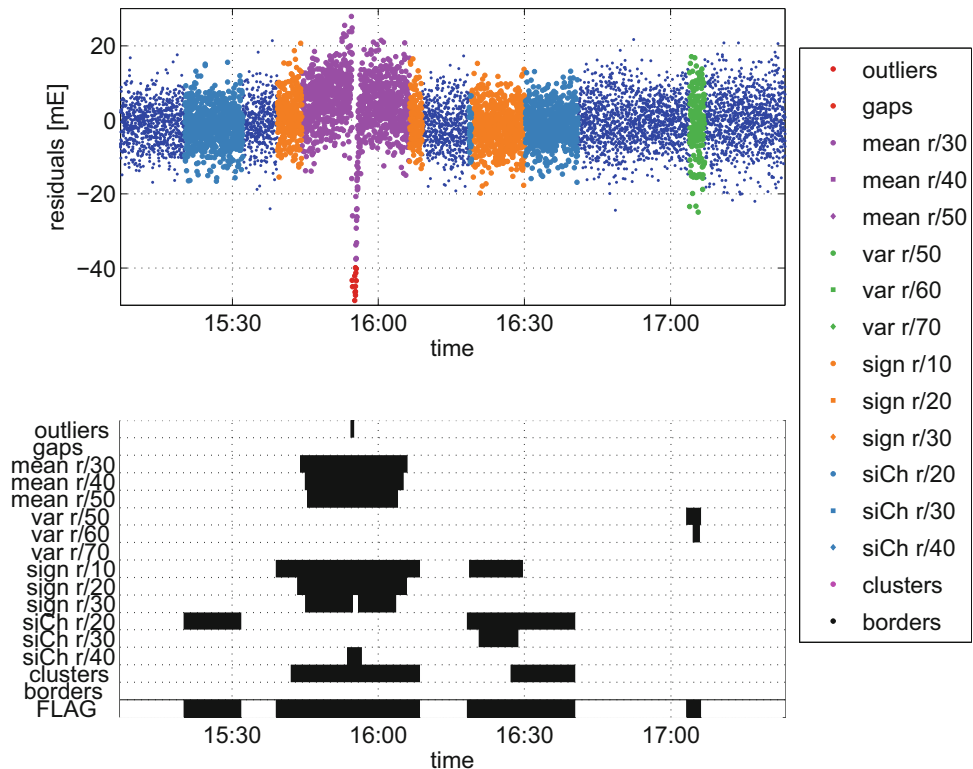 residuals [mE]
20
0
−20
−40
15:30 16:00 16:30 17:00
time
outliers
gaps
mean r/30
mean r/40
mean r/50
var r/50
var r/60
var r/70
sign r/10
sign r/20
sign r/30
siCh r/20
siCh r/30
siCh r/40
clusters
borders
outliers
gaps
mean r/30
mean r/40
mean r/50
var r/50
var r/60
var r/70
sign r/10
sign r/20
sign r/30
siCh r/20
siCh r/30
siCh r/40
clusters
borders
FLAG
15:30 16:00 16:30 17:00
time